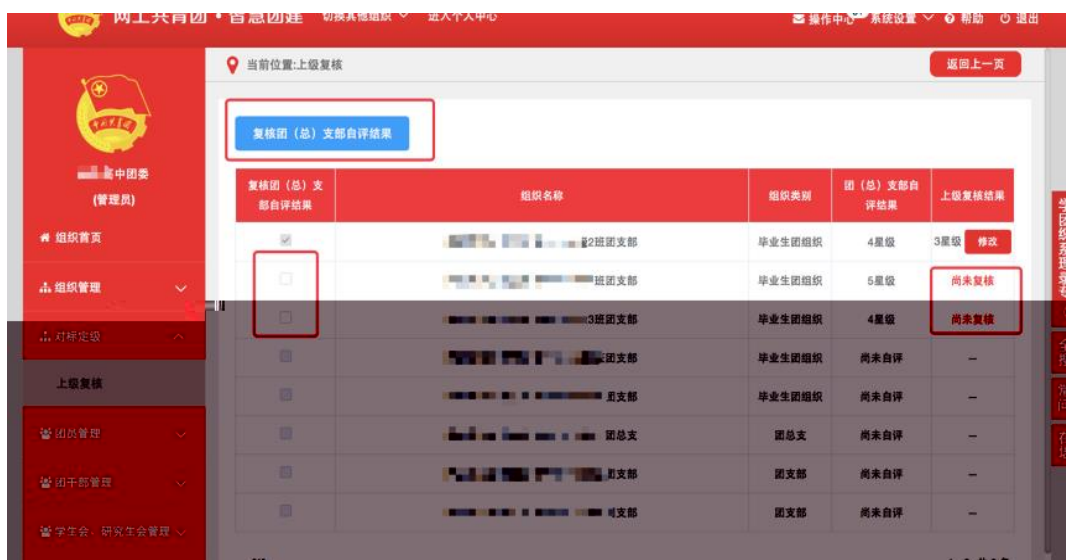 网上共青团·智慧团建 切换其他组织 进入个人中心 操作中心 系统设置 帮助 退出
当前位置:上级复核 返回上一页
复核团（总）支部自评结果
中团委
(管理员)
组织首页
组织管理
对标定级
上级复核
团员管理
团干部管理
学生会、研究生会管理
复核团（总）支部自评结果 组织名称 组织类别 团（总）支部自评结果 上级复核结果
2班团支部 毕业生团组织 4星级 3星级 修改
班团支部 毕业生团组织 5星级 尚未复核
3班团支部 毕业生团组织 4星级 尚未复核
班团支部 毕业生团组织 尚未自评 --
团支部 毕业生团组织 尚未自评 --
团总支 团总支 尚未自评 --
团支部 团支部 尚未自评 --
团支部 团支部 尚未自评 --